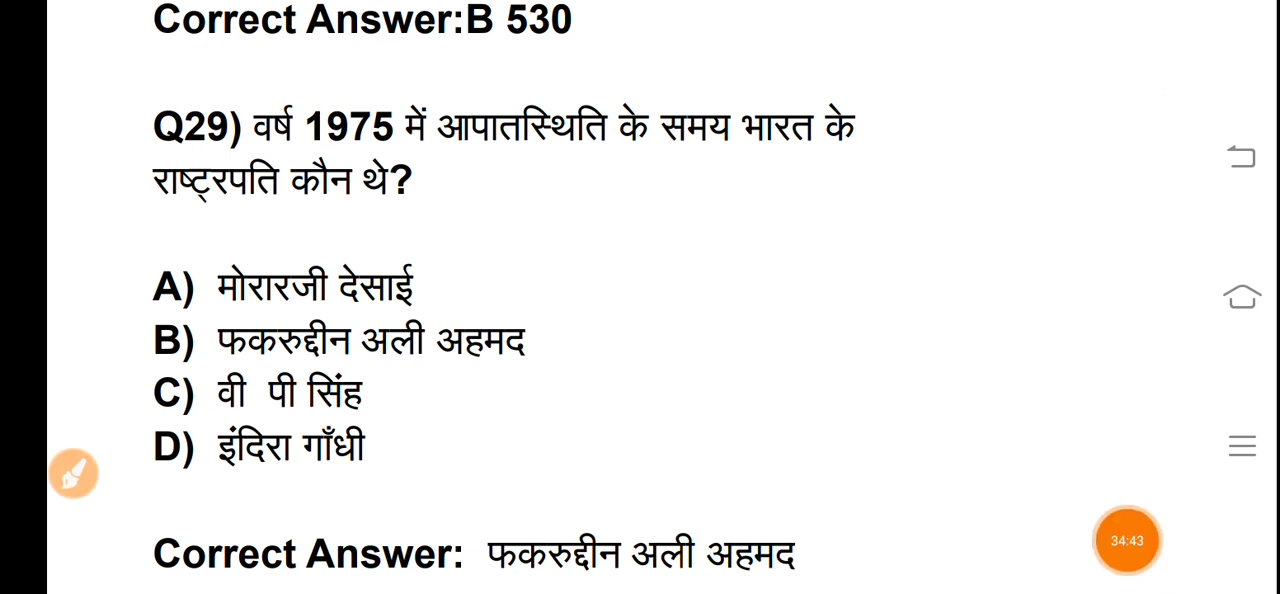 Correct Answer:B 530
Q29) वर्ष 1975 में आपातस्थिति के समय भारत के
राष्ट्रपति कौन थे?
A) मोरारजी देसाई
B) फकरुद्दीन अली अहमद
C) वी पी सिंह
D) इंदिरा गाँधी
Correct Answer: फकरुद्दीन अली अहमद
34:43